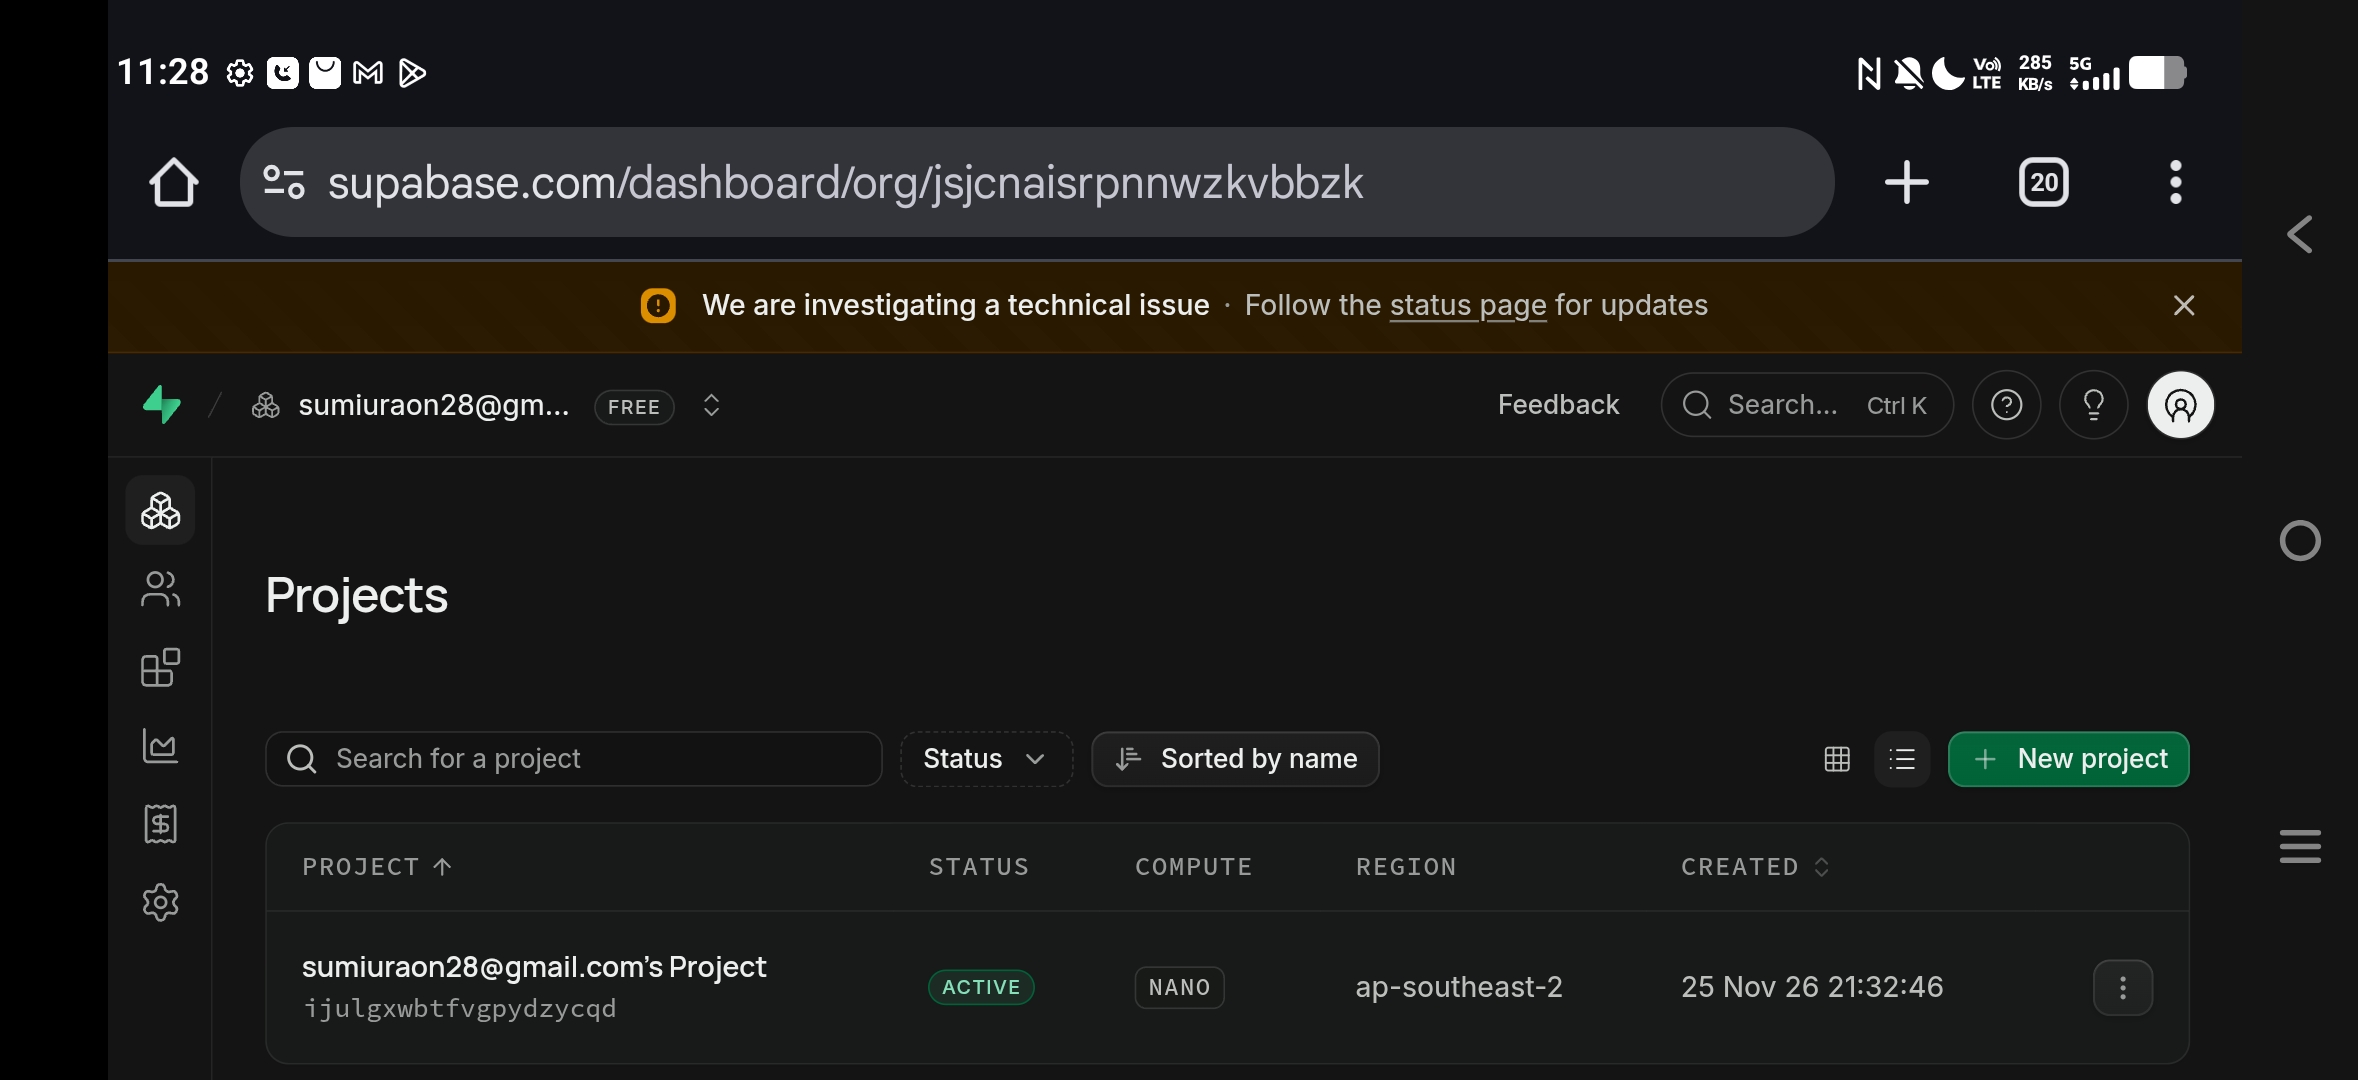 11:28
Vo)) LTE
285 KB/s
5G
supabase.com/dashboard/org/jsjcnaisrpnnwzkvbbzk
20
We are investigating a technical issue · Follow the status page for updates
/ sumiuraon28@gm... FREE
Feedback
Search... Ctrl K
Projects
Search for a project
Status
Sorted by name
+ New project
PROJECT ↑ STATUS COMPUTE REGION CREATED
sumiuraon28@gmail.com’s Project
ijulgxwbtfvgpydzycqd
ACTIVE
NANO
ap-southeast-2
25 Nov 26 21:32:46